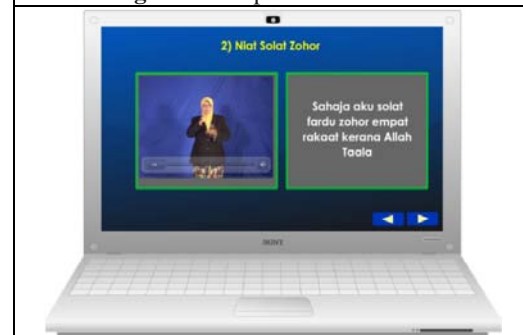 2) Niat Solat Zohor
Sahaja aku solat
fardu zohor empat
rakaat kerana Allah
Taala